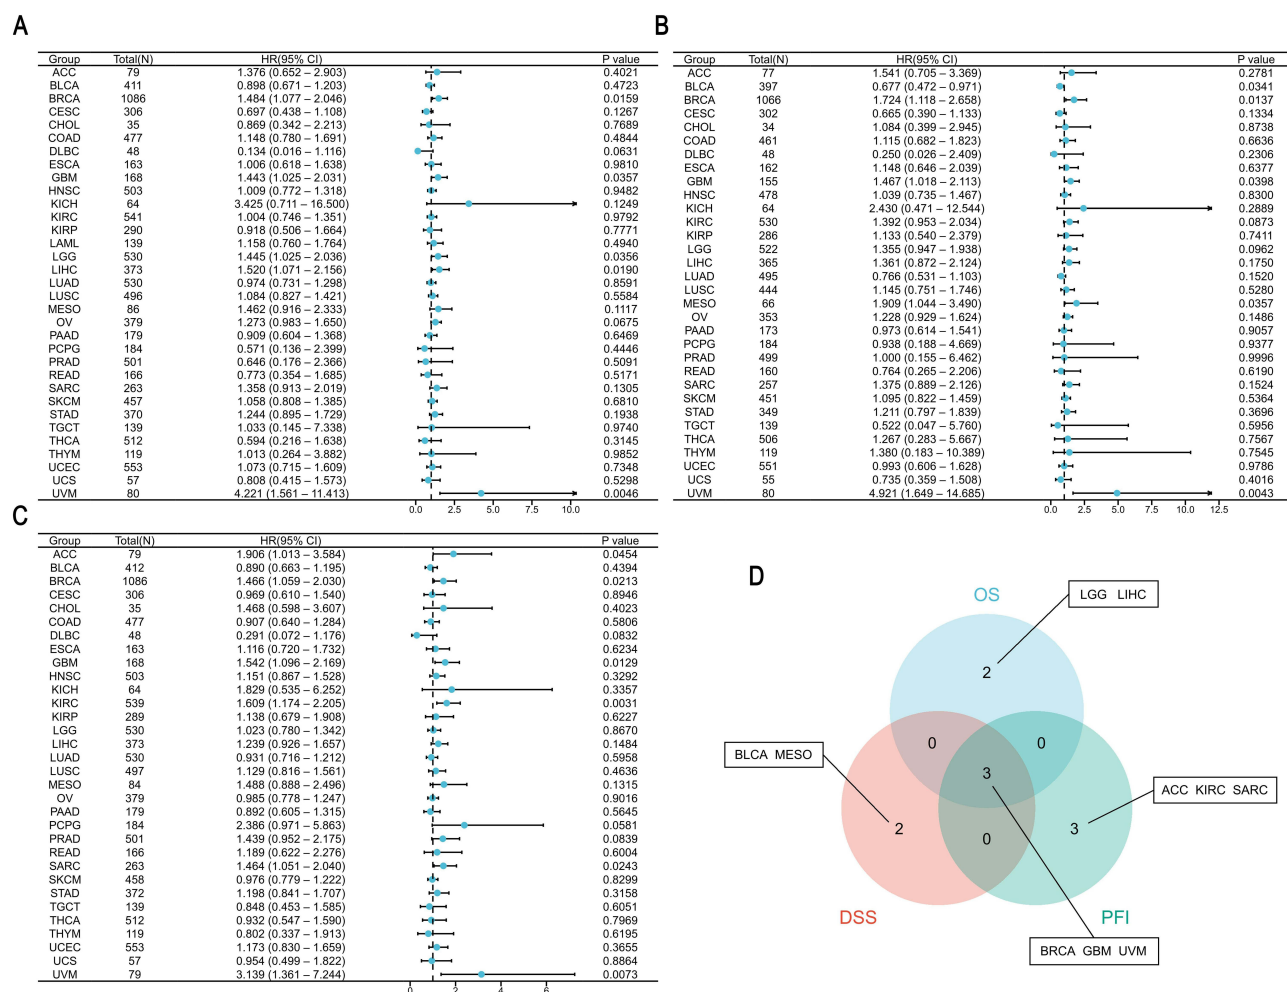 A
Group Total(N) HR(95% CI) P value
ACC 79 1.376 (0.652 – 2.903) 0.4021
BLCA 411 0.898 (0.671 – 1.203) 0.4723
BRCA 1086 1.484 (1.077 – 2.046) 0.0159
CESC 306 0.697 (0.438 – 1.108) 0.1267
CHOL 35 0.869 (0.342 – 2.213) 0.7689
COAD 477 1.148 (0.780 – 1.691) 0.4844
DLBC 48 0.134 (0.016 – 1.116) 0.0631
ESCA 163 1.006 (0.618 – 1.638) 0.9810
GBM 168 1.443 (1.025 – 2.031) 0.0357
HNSC 503 1.009 (0.772 – 1.318) 0.9482
KICH 64 3.425 (0.711 – 16.500) 0.1249
KIRC 541 1.004 (0.746 – 1.351) 0.9792
KIRP 290 0.918 (0.506 – 1.664) 0.7771
LAML 139 1.158 (0.760 – 1.764) 0.4940
LGG 530 1.445 (1.025 – 2.036) 0.0356
LIHC 373 1.520 (1.071 – 2.156) 0.0190
LUAD 530 0.974 (0.731 – 1.298) 0.8591
LUSC 496 1.084 (0.827 – 1.421) 0.5584
MESO 86 1.462 (0.916 – 2.333) 0.1117
OV 379 1.273 (0.983 – 1.650) 0.0675
PAAD 179 0.909 (0.604 – 1.368) 0.6469
PCPG 184 0.571 (0.136 – 2.399) 0.4446
PRAD 501 0.646 (0.176 – 2.366) 0.5091
READ 166 0.773 (0.354 – 1.685) 0.5171
SARC 263 1.358 (0.913 – 2.019) 0.1305
SKCM 457 1.058 (0.808 – 1.385) 0.6810
STAD 370 1.244 (0.895 – 1.729) 0.1938
TGCT 139 1.033 (0.145 – 7.338) 0.9740
THCA 512 0.594 (0.216 – 1.638) 0.3145
THYM 119 1.013 (0.264 – 3.882) 0.9852
UCEC 553 1.073 (0.715 – 1.609) 0.7348
UCS 57 0.808 (0.415 – 1.573) 0.5298
UVM 80 4.221 (1.561 – 11.413) 0.0046
0.0 2.5 5.0 7.5 10.0
B
Group Total(N) HR(95% CI) P value
ACC 77 1.541 (0.705 – 3.369) 0.2781
BLCA 397 0.677 (0.472 – 0.971) 0.0341
BRCA 1066 1.724 (1.118 – 2.658) 0.0137
CESC 302 0.665 (0.390 – 1.133) 0.1334
CHOL 34 1.084 (0.399 – 2.945) 0.8738
COAD 461 1.115 (0.682 – 1.823) 0.6636
DLBC 48 0.250 (0.026 – 2.409) 0.2306
ESCA 162 1.148 (0.646 – 2.039) 0.6377
GBM 155 1.467 (1.018 – 2.113) 0.0398
HNSC 478 1.039 (0.735 – 1.467) 0.8300
KICH 64 2.430 (0.471 – 12.544) 0.2889
KIRC 530 1.392 (0.953 – 2.034) 0.0873
KIRP 286 1.133 (0.540 – 2.379) 0.7411
LGG 522 1.355 (0.947 – 1.938) 0.0962
LIHC 365 1.361 (0.872 – 2.124) 0.1750
LUAD 495 0.766 (0.531 – 1.103) 0.1520
LUSC 444 1.145 (0.751 – 1.746) 0.5280
MESO 66 1.909 (1.044 – 3.490) 0.0357
OV 353 1.228 (0.929 – 1.624) 0.1486
PAAD 173 0.973 (0.614 – 1.541) 0.9057
PCPG 184 0.938 (0.188 – 4.669) 0.9377
PRAD 499 1.000 (0.155 – 6.462) 0.9996
READ 160 0.764 (0.265 – 2.206) 0.6190
SARC 257 1.375 (0.889 – 2.126) 0.1524
SKCM 451 1.095 (0.822 – 1.459) 0.5364
STAD 349 1.211 (0.797 – 1.839) 0.3696
TGCT 139 0.522 (0.047 – 5.760) 0.5956
THCA 506 1.267 (0.283 – 5.667) 0.7567
THYM 119 1.380 (0.183 – 10.389) 0.7545
UCEC 551 0.993 (0.606 – 1.628) 0.9786
UCS 55 0.735 (0.359 – 1.508) 0.4016
UVM 80 4.921 (1.649 – 14.685) 0.0043
0.0 2.5 5.0 7.5 10.0 12.5
C
Group Total(N) HR(95% CI) P value
ACC 79 1.906 (1.013 – 3.584) 0.0454
BLCA 412 0.890 (0.663 – 1.195) 0.4394
BRCA 1086 1.466 (1.059 – 2.030) 0.0213
CESC 306 0.969 (0.610 – 1.540) 0.8946
CHOL 35 1.468 (0.598 – 3.607) 0.4023
COAD 477 0.907 (0.640 – 1.284) 0.5806
DLBC 48 0.291 (0.072 – 1.176) 0.0832
ESCA 163 1.116 (0.720 – 1.732) 0.6234
GBM 168 1.542 (1.096 – 2.169) 0.0129
HNSC 503 1.151 (0.867 – 1.528) 0.3292
KICH 64 1.829 (0.535 – 6.252) 0.3357
KIRC 539 1.609 (1.174 – 2.205) 0.0031
KIRP 289 1.138 (0.679 – 1.908) 0.6227
LGG 530 1.023 (0.780 – 1.342) 0.8670
LIHC 373 1.239 (0.926 – 1.657) 0.1484
LUAD 530 0.931 (0.716 – 1.212) 0.5958
LUSC 497 1.129 (0.816 – 1.561) 0.4636
MESO 84 1.488 (0.888 – 2.496) 0.1315
OV 379 0.985 (0.778 – 1.247) 0.9016
PAAD 179 0.892 (0.605 – 1.315) 0.5645
PCPG 184 2.386 (0.971 – 5.863) 0.0581
PRAD 501 1.439 (0.952 – 2.175) 0.0839
READ 166 1.189 (0.622 – 2.276) 0.6004
SARC 263 1.464 (1.051 – 2.040) 0.0243
SKCM 458 0.976 (0.779 – 1.222) 0.8299
STAD 372 1.198 (0.841 – 1.707) 0.3158
TGCT 139 0.848 (0.453 – 1.585) 0.6051
THCA 512 0.932 (0.547 – 1.590) 0.7969
THYM 119 0.802 (0.337 – 1.913) 0.6195
UCEC 553 1.173 (0.830 – 1.659) 0.3655
UCS 57 0.954 (0.499 – 1.822) 0.8864
UVM 79 3.139 (1.361 – 7.244) 0.0073
0 2 4 6
D
OS
LGG LIHC
2
0 0
BLCA MESO
3
ACC KIRC SARC
2 3
0
DSS PFI
BRCA GBM UVM